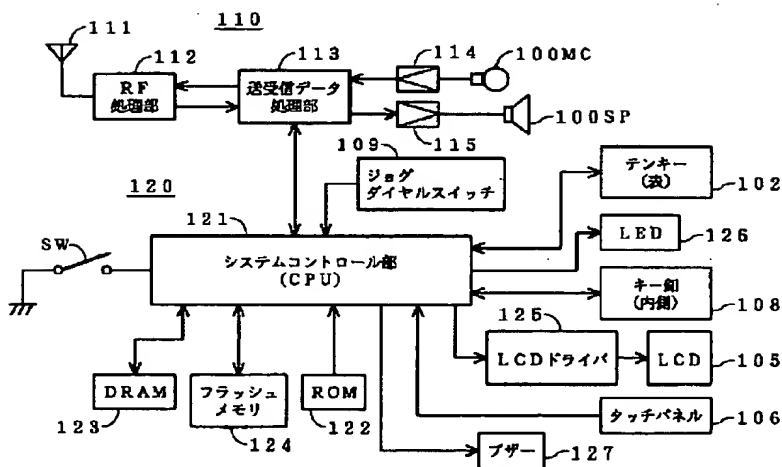 111
110
112
113
114
100MC
RF
処理部
送受信データ
処理部
115
100SP
109
ジョグ
ダイヤルスイッチ
テンキー
(表)
102
120
121
SW
システムコントロール部
(CPU)
LED
126
キー卸
(内側)
108
125
LCDドライバ
LCD
105
DRAM
123
フラッシュ
メモリ
124
ROM
122
タッチパネル
106
ブザー
127